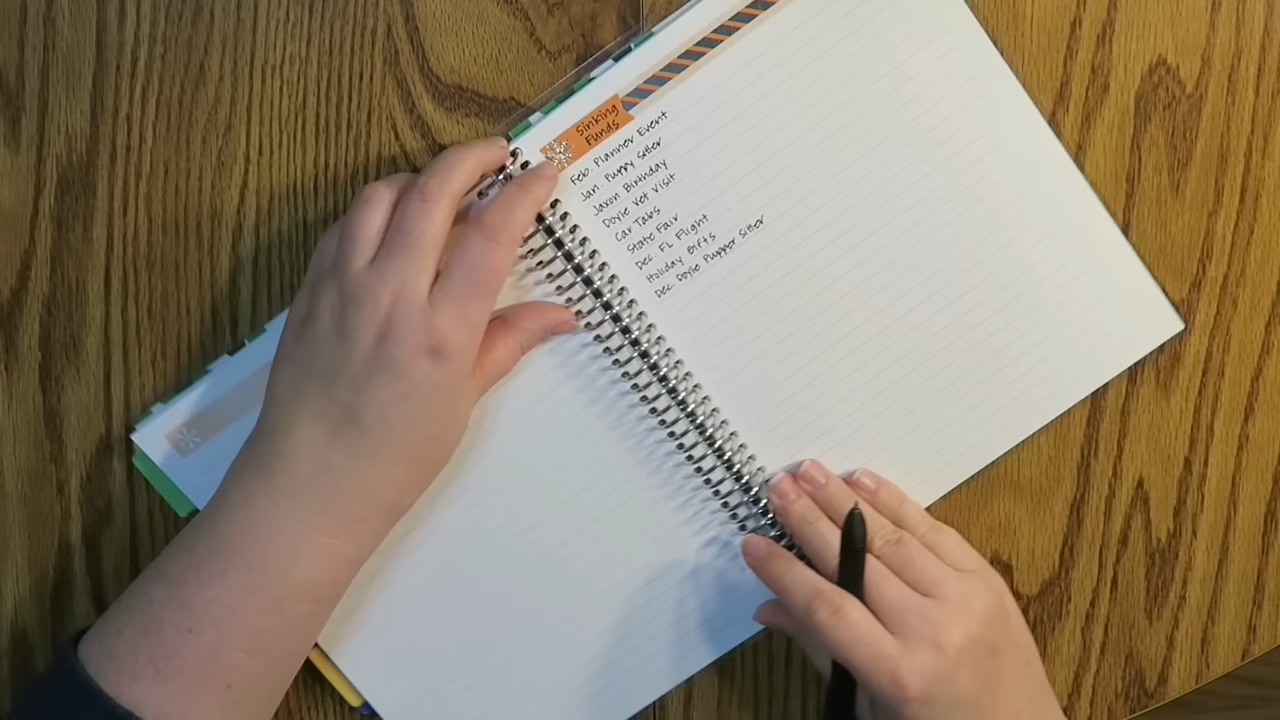 Sinking
Funds
Feb. Planner Event
Jan. Puppy Sitter
Jaxon Birthday
Doyle Vet Visit
Car Tabs
State Fair
Dec. FL Flight
Holiday Gifts
Dec Doyle Pupper Sitter